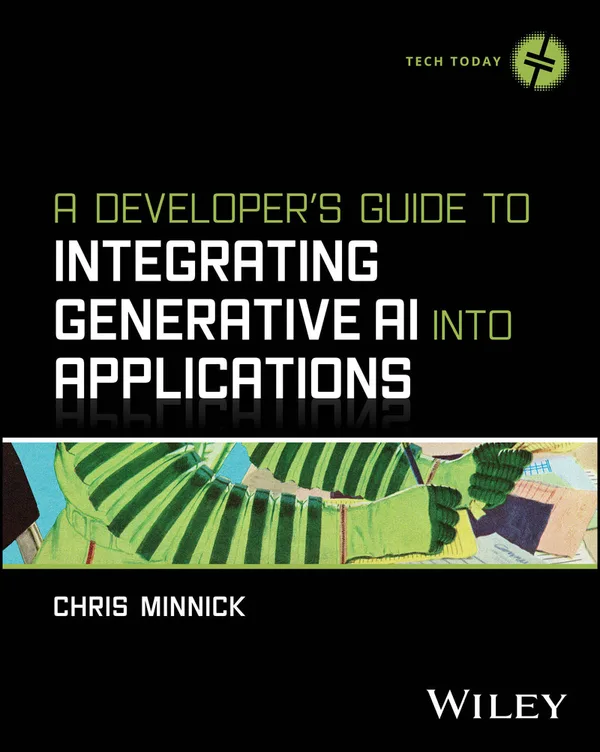 TECH TODAY
A DEVELOPER'S GUIDE TO
INTEGRATING
GENERATIVE AI INTO
APPLICATIONS
CHRIS MINNICK
WILEY